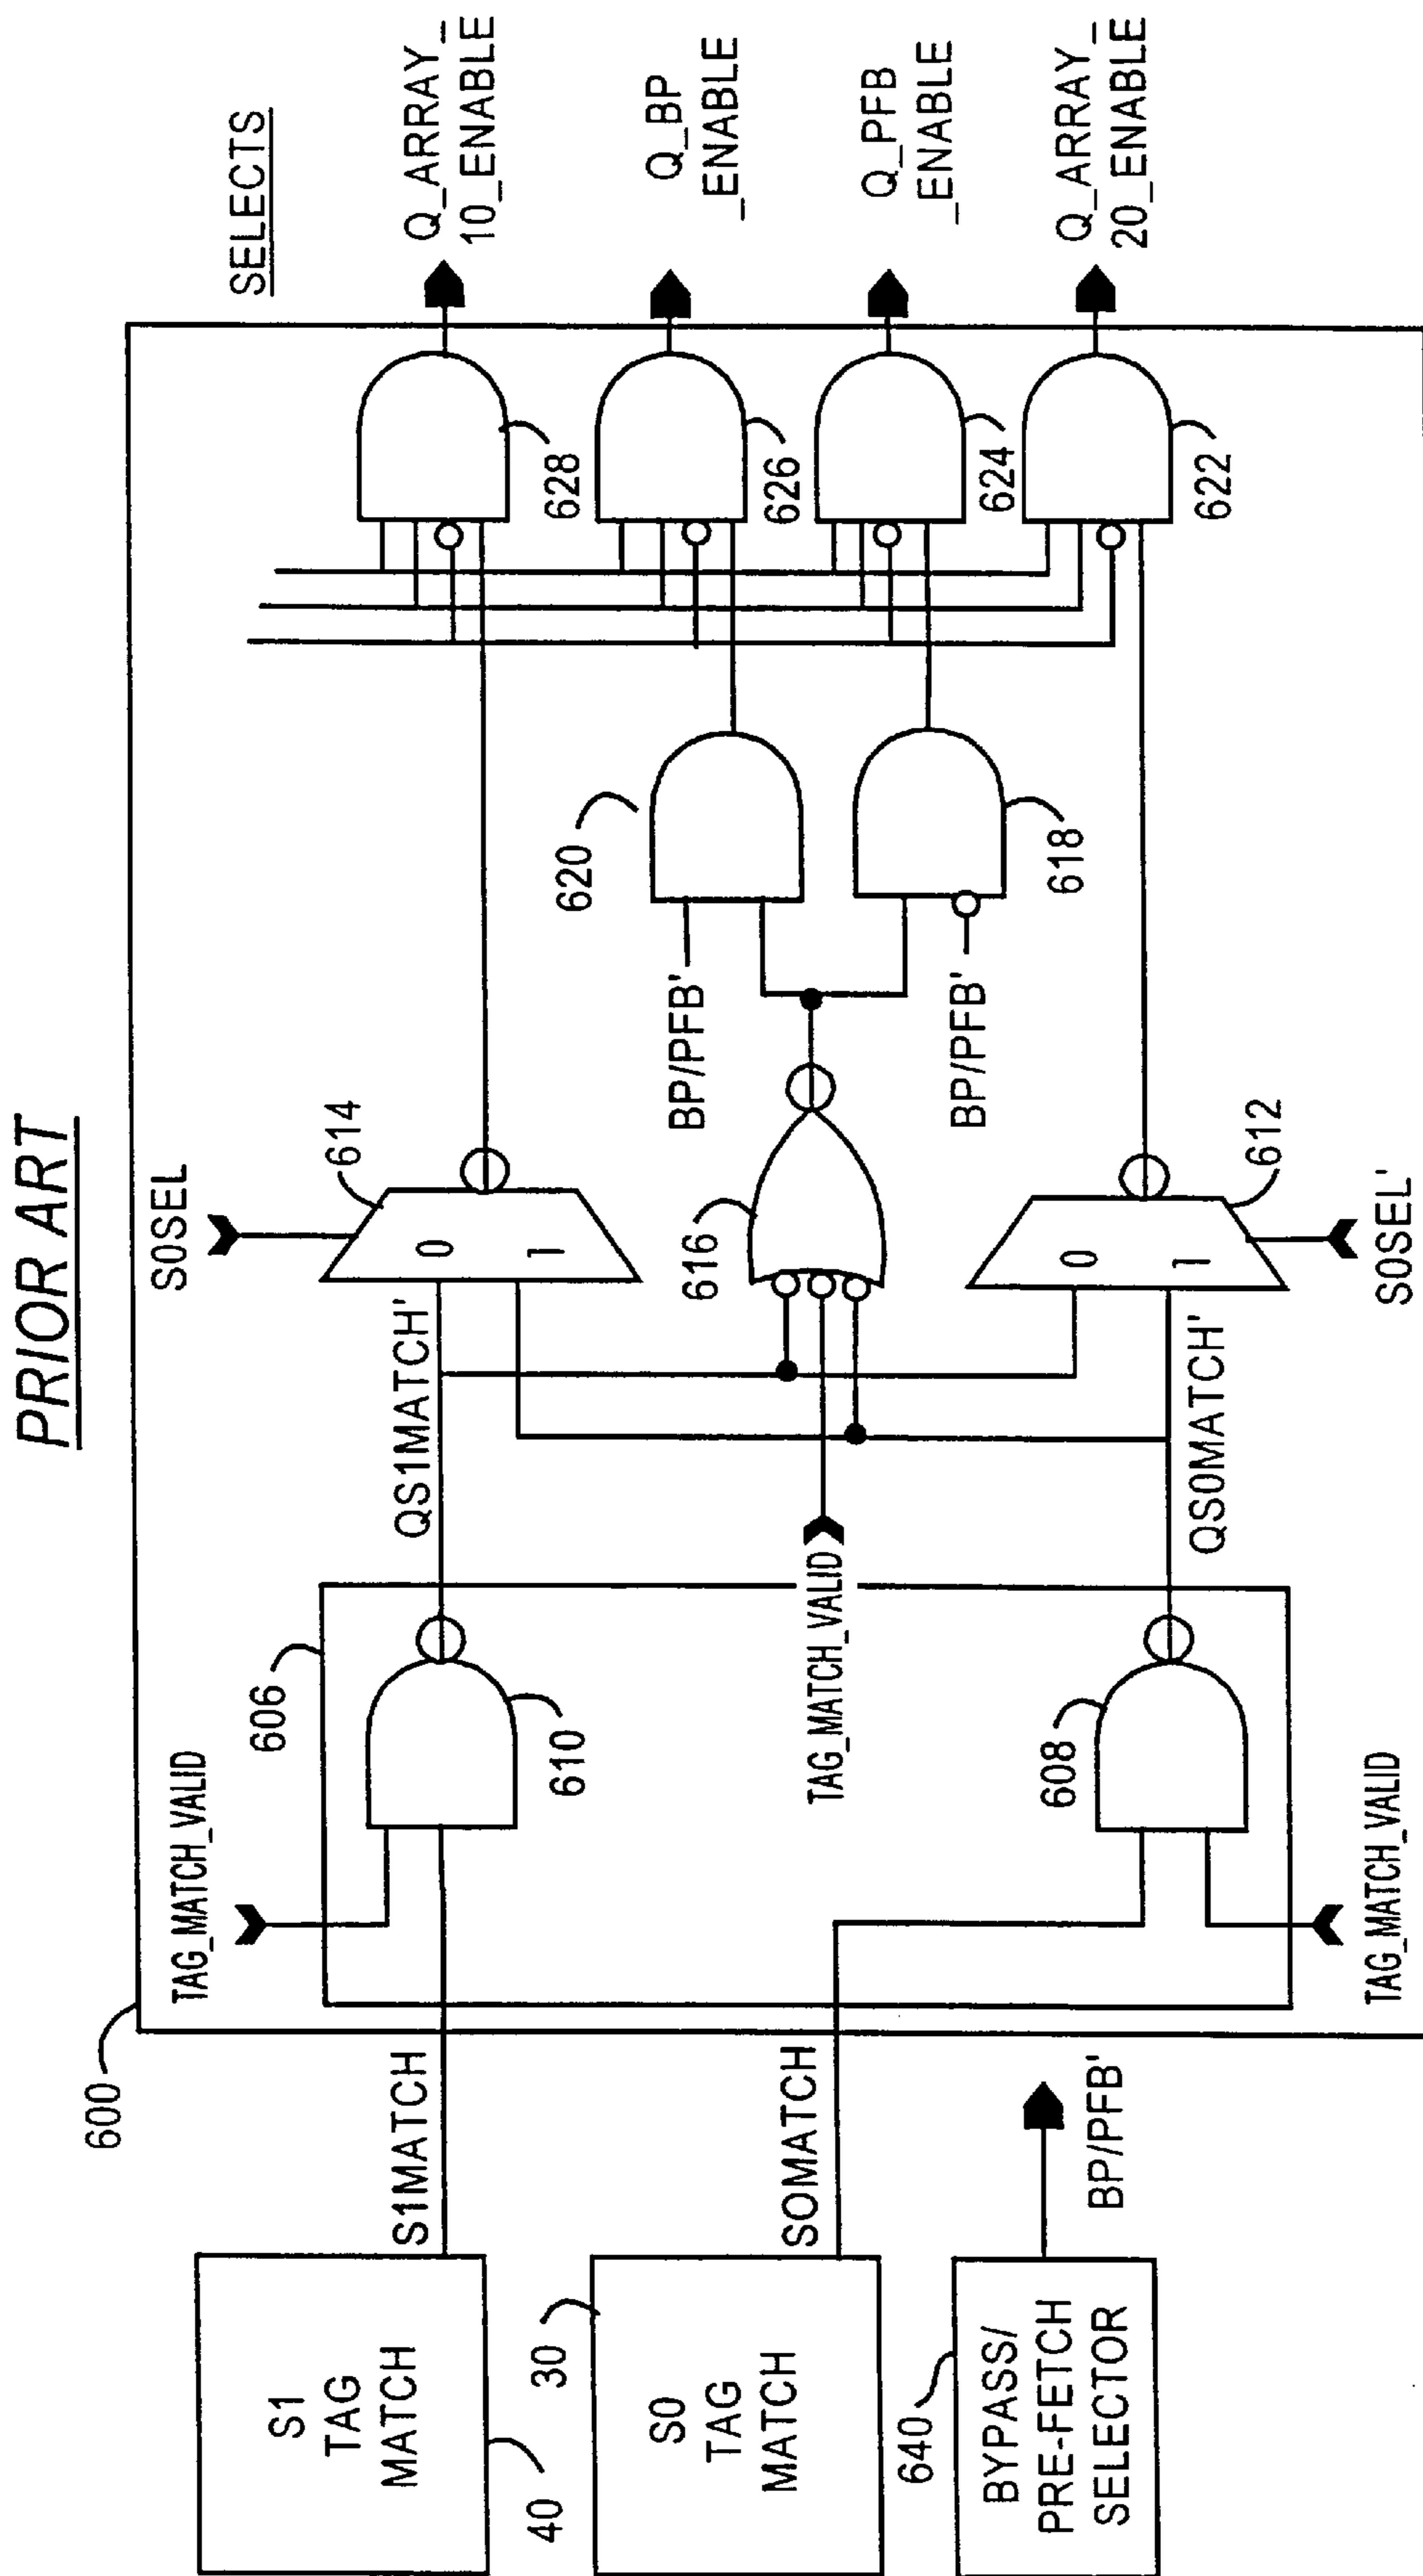 PRIOR ART
SELECTS
600
S1
TAG
MATCH
40
S1MATCH
TAG_MATCH_VALID
606
610
QS1MATCH'
S0SEL
614
0
1
628
Q_ARRAY_
10_ENABLE
S0
TAG
MATCH
30
SOMATCH
TAG_MATCH_VALID
616
BP/PFB'
620
626
Q_BP
_ENABLE
BP/PFB'
618
624
Q_PFB
_ENABLE
BYPASS/
PRE-FETCH
SELECTOR
640
BP/PFB'
608
TAG_MATCH_VALID
QS0MATCH'
0
1
612
S0SEL'
622
Q_ARRAY_
20_ENABLE